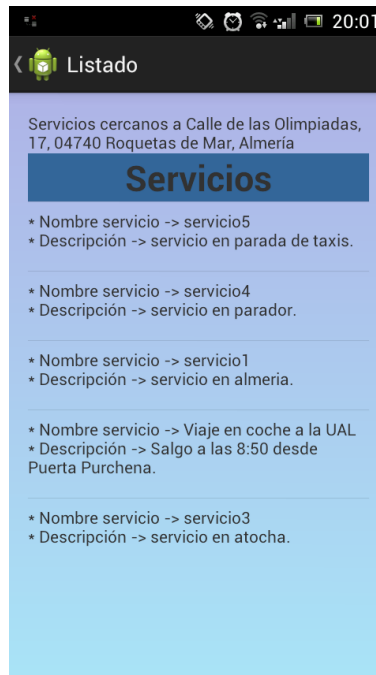 20:01
Listado
Servicios cercanos a Calle de las Olimpiadas,
17, 04740 Roquetas de Mar, Almería
Servicios
* Nombre servicio -> servicio5
* Descripción -> servicio en parada de taxis.
* Nombre servicio -> servicio4
* Descripción -> servicio en parador.
* Nombre servicio -> servicio1
* Descripción -> servicio en almeria.
* Nombre servicio -> Viaje en coche a la UAL
* Descripción -> Salgo a las 8:50 desde
Puerta Purchena.
* Nombre servicio -> servicio3
* Descripción -> servicio en atocha.